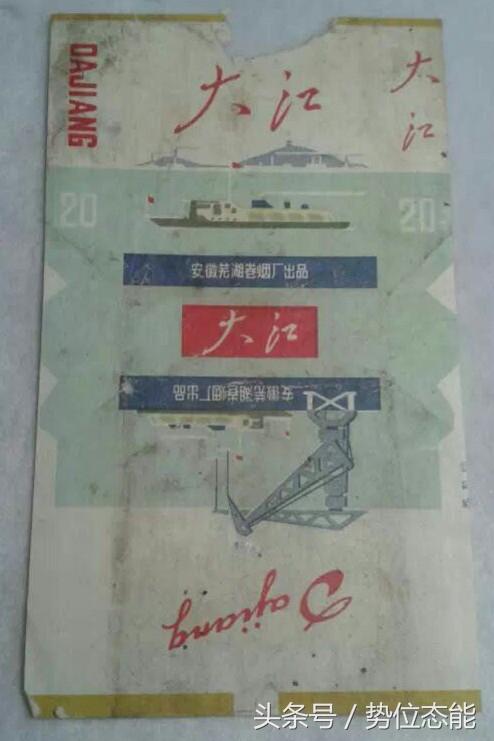 DAJIANG
大江
大江
20
20
安徽芜湖卷烟厂出品
大江
安徽芜湖卷烟厂出品
Dajiang
头条号 / 势位态能